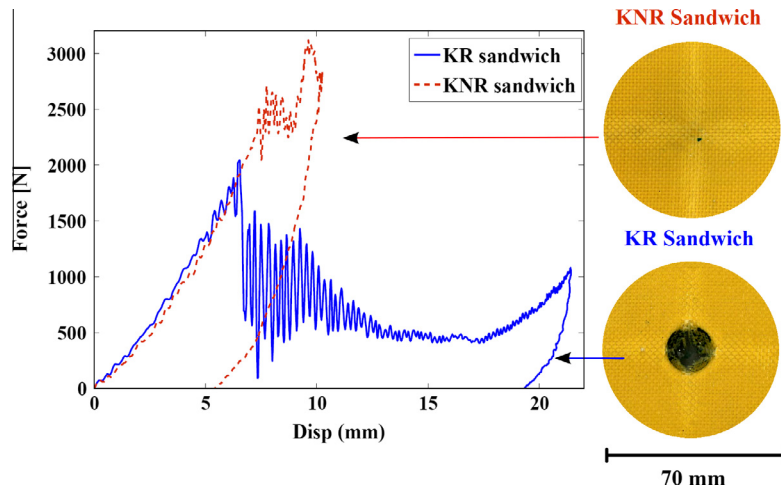 KNR Sandwich
3000
2500
2000
1500
1000
500
0
Force [N]
KR sandwich
KNR sandwich
KR Sandwich
0
5
10
15
20
Disp (mm)
70 mm